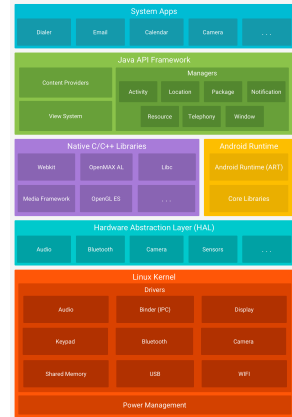 System Apps
Dialer Email Calendar Camera . . .
Java API Framework
Managers
Content Providers
Activity Location Package Notification
View System
Resource Telephony Window
Native C/C++ Libraries
Webkit OpenMAX AL Libc
Media Framework OpenGL ES . . .
Android Runtime
Android Runtime (ART)
Core Libraries
Hardware Abstraction Layer (HAL)
Audio Bluetooth Camera Sensors . . .
Linux Kernel
Drivers
Audio Binder (IPC) Display
Keypad Bluetooth Camera
Shared Memory USB WIFI
Power Management